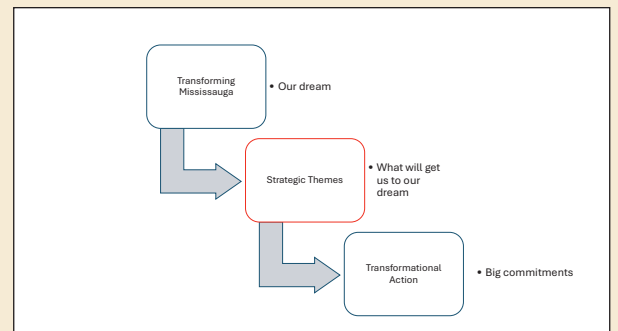 Transforming
Mississauga
• Our dream
Strategic Themes
• What will get
us to our
dream
Transformational
Action
• Big commitments